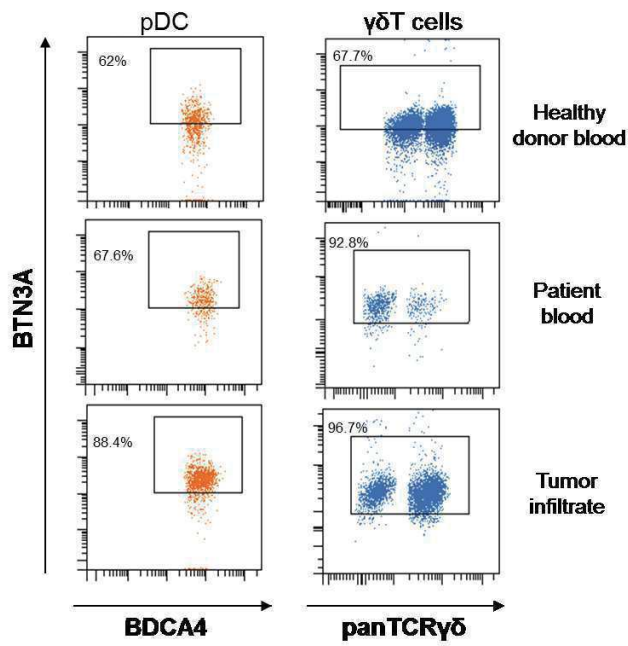 pDC
γδT cells
62%
67.7%
Healthy
donor blood
67.6%
92.8%
Patient
blood
88.4%
96.7%
Tumor
infiltrate
BTN3A
BDCA4
panTCRγδ